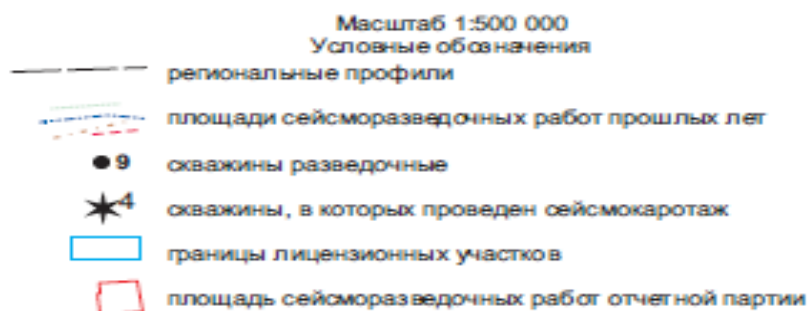 Масштаб 1:500 000
Условные обозначения
региональные профили
площади сейсморазведочных работ прошлых лет
9 скважины разведочные
4 скважины, в которых проведен сейсмокаротаж
границы лицензионных участков
площадь сейсморазведочных работ отчетной партии